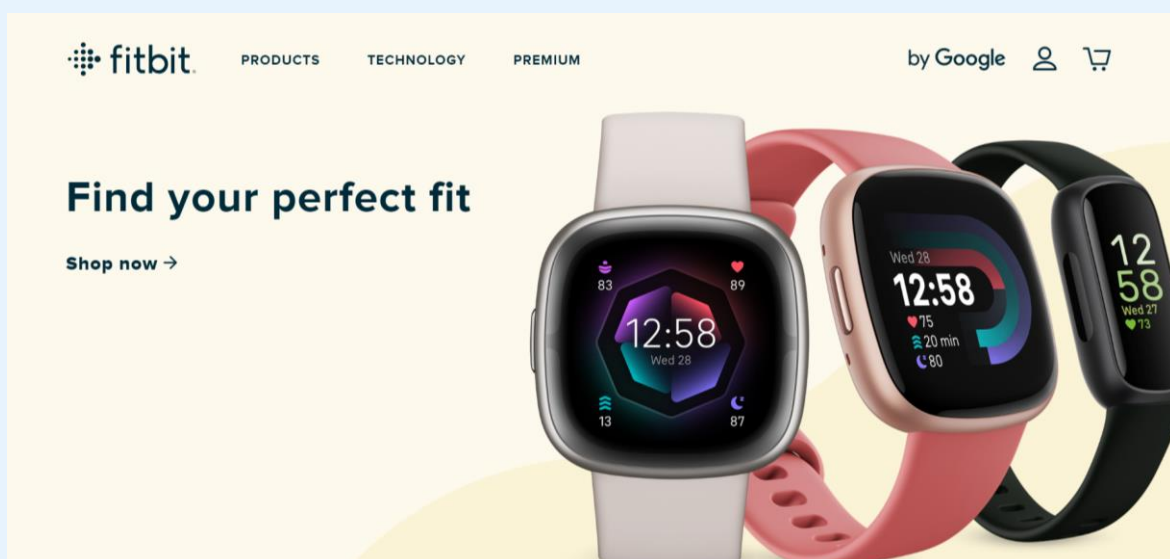 fitbit.
PRODUCTS
TECHNOLOGY
PREMIUM
by Google
Find your perfect fit
Shop now →
83
89
12:58
Wed 28
13
87
Wed 28
12:58
75
20 min
80
12
58
Wed 27
73